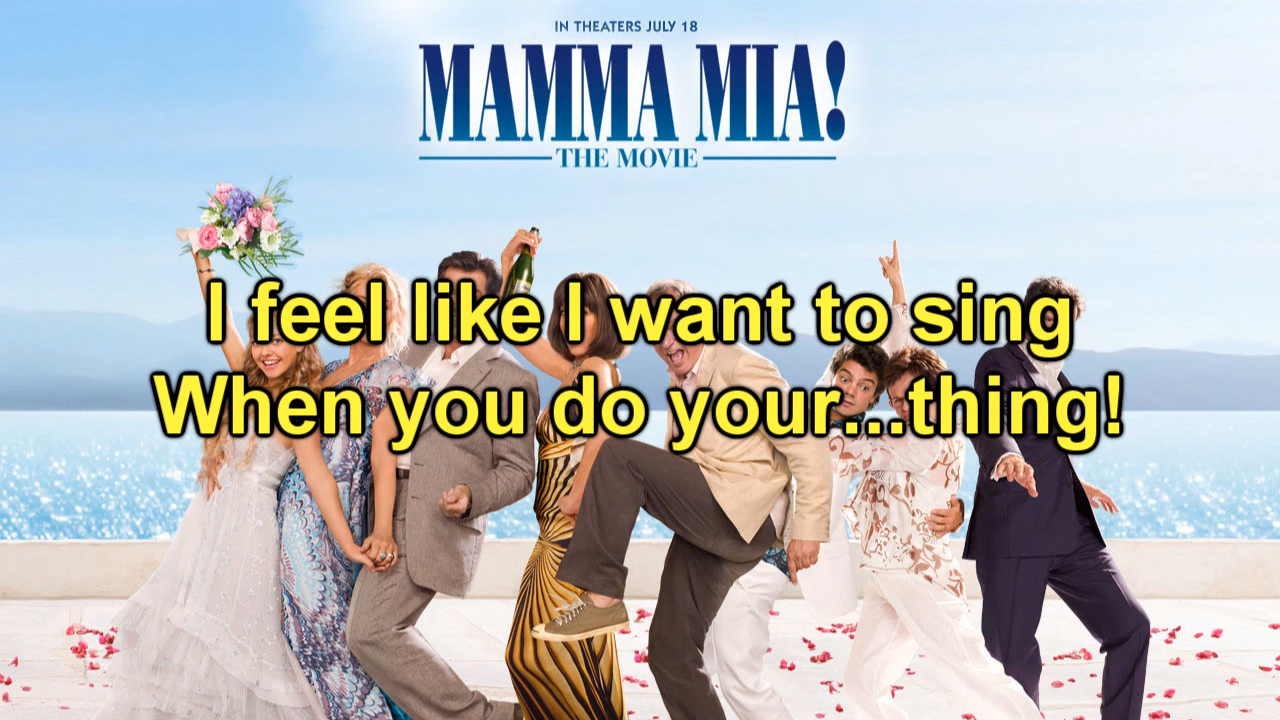 IN THEATERS JULY 18
MAMMA MIA!
THE MOVIE
I feel like I want to sing
When you do your...thing!